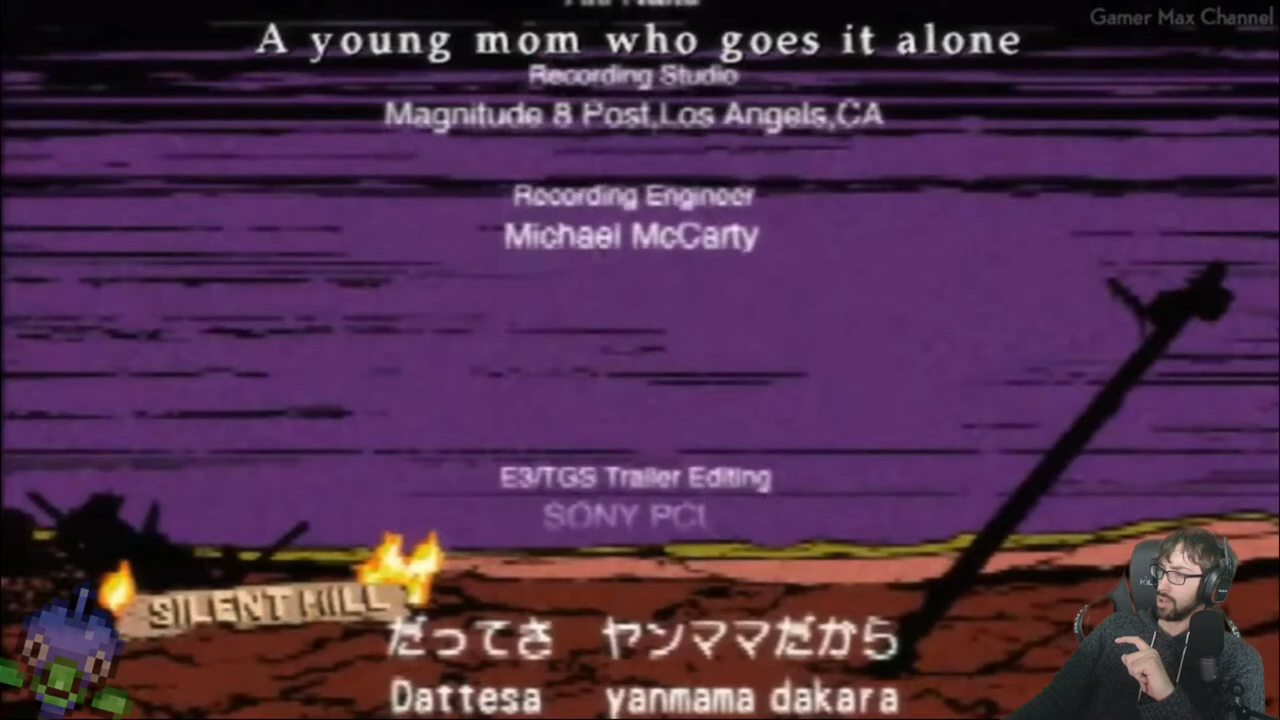 Gamer Max Channel
A young mom who goes it alone
Recording Studio
Magnitude 8 Post,Los Angels,CA
Recording Engineer
Michael McCarty
E3/TGS Trailer Editing
SONY PCL
SILENT HILL
だってさ ヤンママだから
Dattesa yanmama dakara